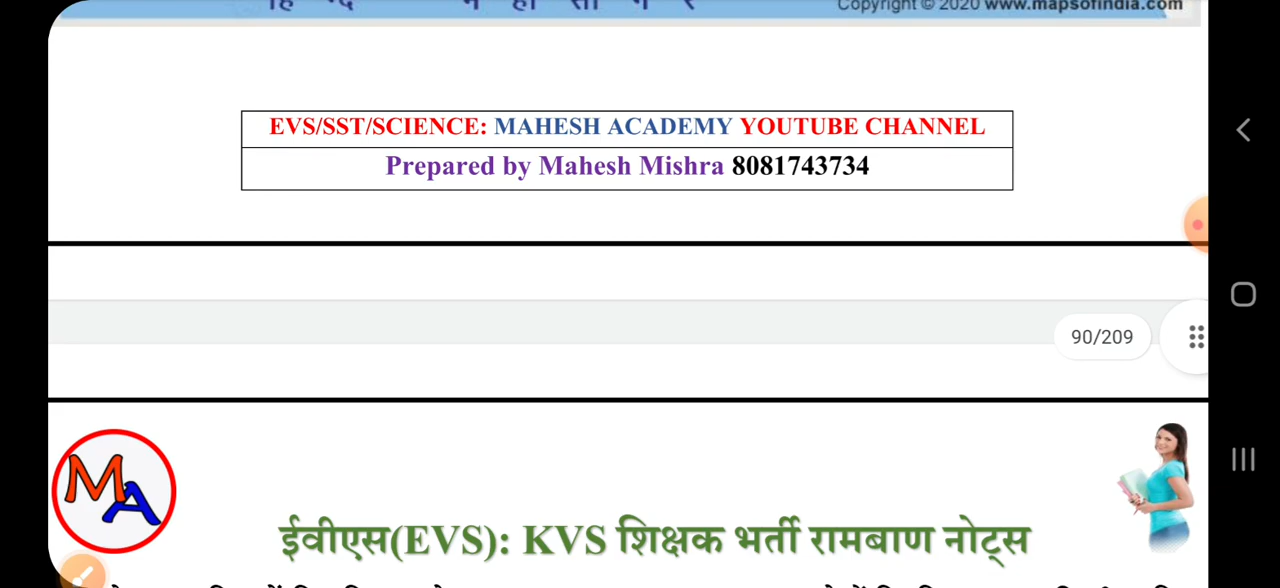 Copyright © 2020 www.mapsofindia.com
EVS/SST/SCIENCE: MAHESH ACADEMY YOUTUBE CHANNEL
Prepared by Mahesh Mishra 8081743734
90/209
MA
ईवीएस(EVS): KVS शिक्षक भर्ती रामबाण नोट्स